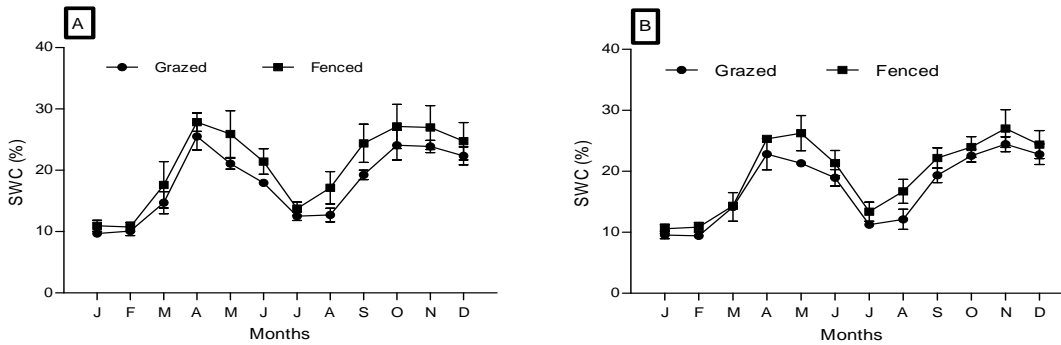 A
40
Grazed Fenced
30
SWC (%)
20
10
0
J F M A M J J A S O N D
Months
B
40
Grazed Fenced
30
SWC (%)
20
10
0
J F M A M J J A S O N D
Months